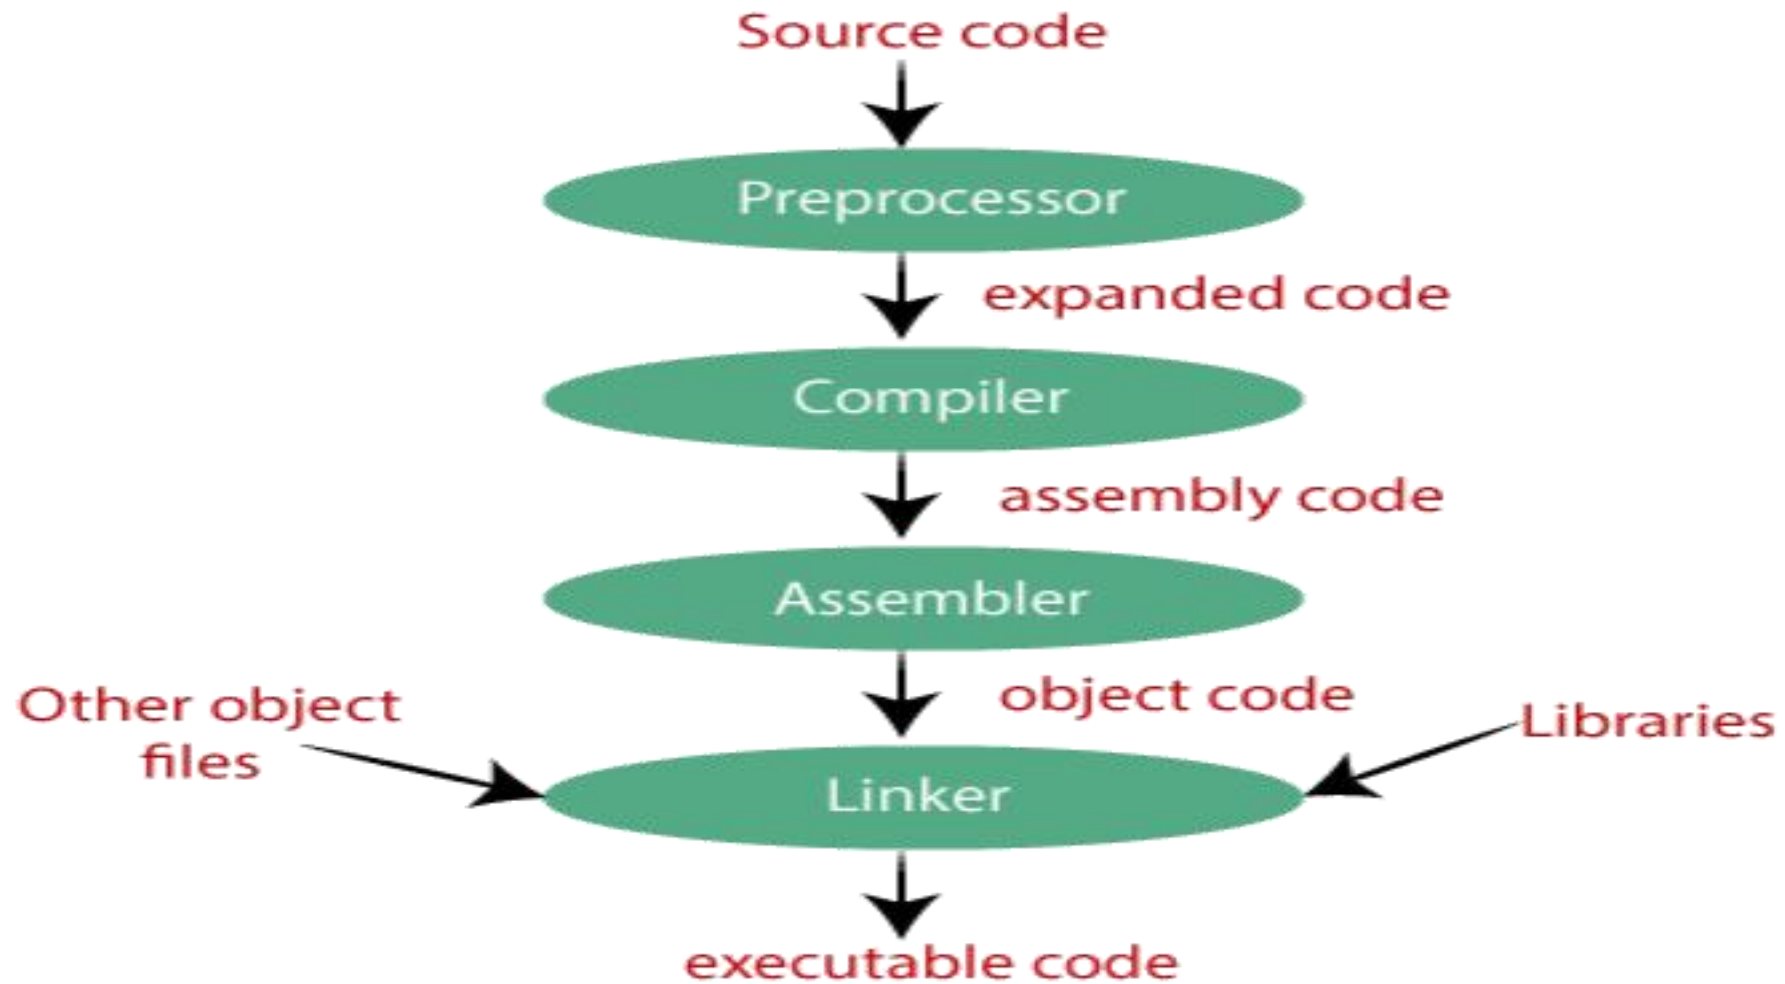 Source code
Preprocessor
expanded code
Compiler
assembly code
Assembler
object code
Other object
files
Libraries
Linker
executable code